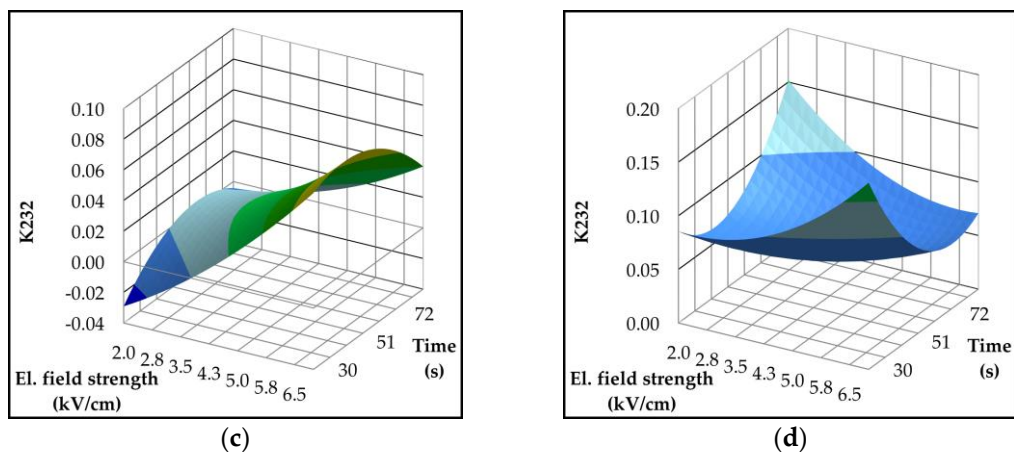 0.10
0.08
0.06
0.04
0.02
0.00
-0.02
-0.04
K232
2.0 2.8 3.5 4.3 5.0 5.8 6.5
El. field strength
(kV/cm)
30 51 72
Time
(s)
(c)
0.20
0.15
0.10
0.05
0.00
K232
2.0 2.8 3.5 4.3 5.0 5.8 6.5
El. field strength
(kV/cm)
30 51 72
Time
(s)
(d)